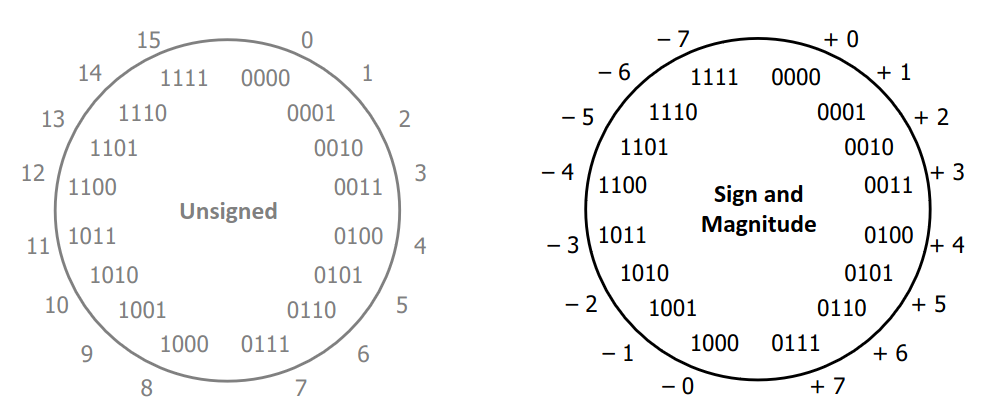 15 0
14 1111 0000 1
13 1110 0001 2
1101 0010
12 1100 0011 3
Unsigned
11 1011 0100 4
1010 0101
10 1001 0110 5
9 1000 0111 6
8 7
– 7 + 0
– 6 1111 0000 + 1
– 5 1110 0001 + 2
1101 0010
– 4 1100 0011 + 3
Sign and
Magnitude
– 3 1011 0100 + 4
1010 0101
– 2 1001 0110 + 5
– 1 1000 0111 + 6
– 0 + 7